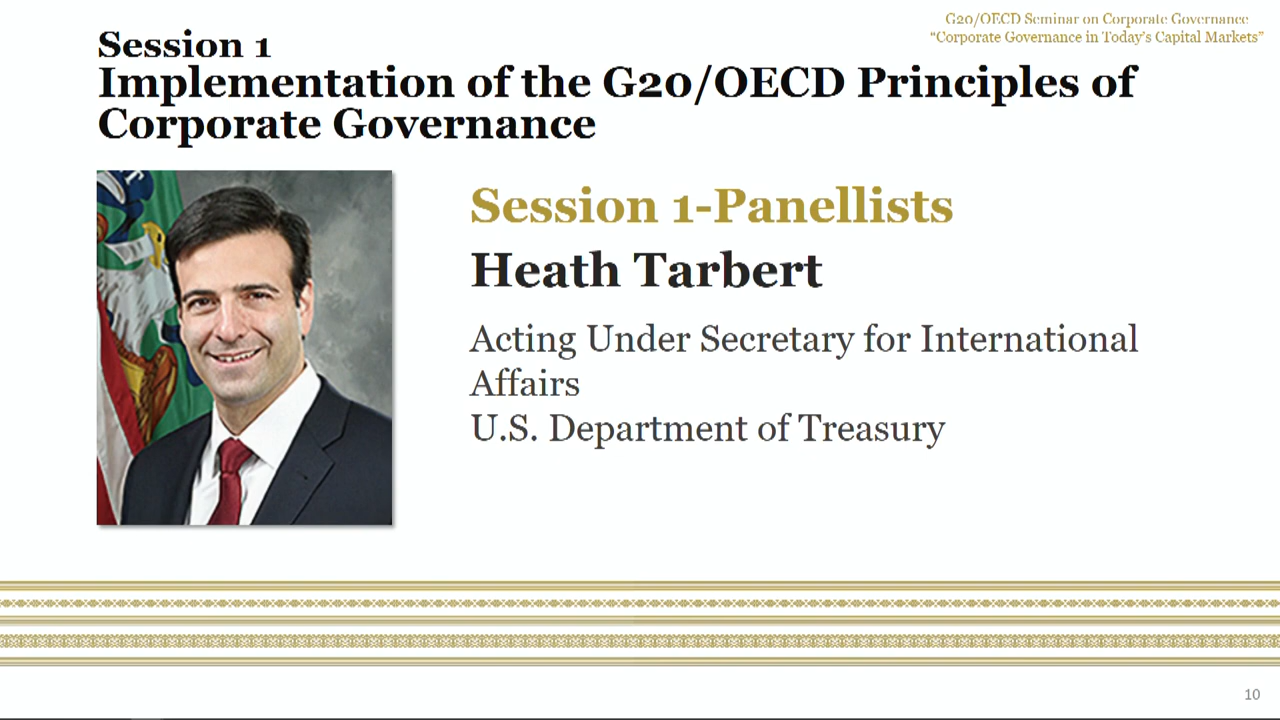 G20/OECD Seminar on Corporate Governance
“Corporate Governance in Today’s Capital Markets”
Session 1
Implementation of the G20/OECD Principles of
Corporate Governance
Session 1-Panellists
Heath Tarbert
Acting Under Secretary for International
Affairs
U.S. Department of Treasury
10